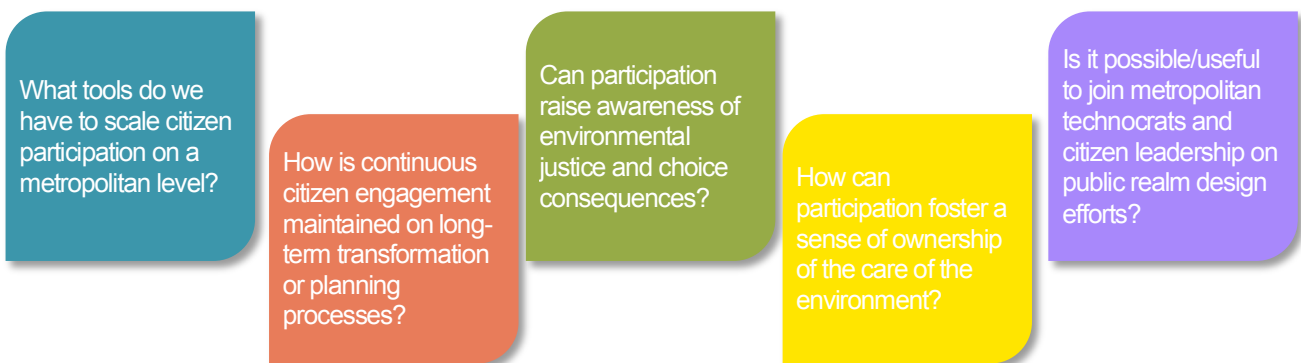 What tools do we
have to scale citizen
participation on a
metropolitan level?
How is continuous
citizen engagement
maintained on long-
term transformation
or planning
processes?
Can participation
raise awareness of
environmental
justice and choice
consequences?
How can
participation foster a
sense of ownership
of the care of the
environment?
Is it possible/useful
to join metropolitan
technocrats and
citizen leadership on
public realm design
efforts?